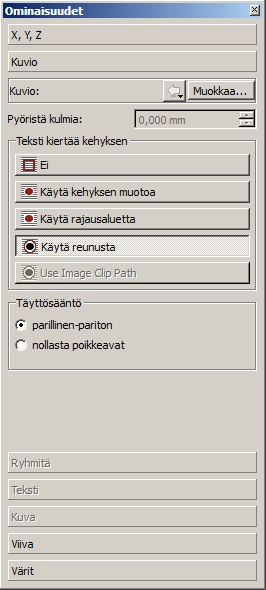 Ominaisuudet
X, Y, Z
Kuvio
Kuvio:
Muokkaa...
Pyöristä kulmia:
0,000 mm
Teksti kiertää kehyksen
Ei
Käytä kehyksen muotoa
Käytä rajausaluetta
Käytä reunusta
Use Image Clip Path
Täyttösääntö
parillinen-pariton
nollasta poikkeavat
Ryhmitä
Teksti
Kuva
Viiva
Värit